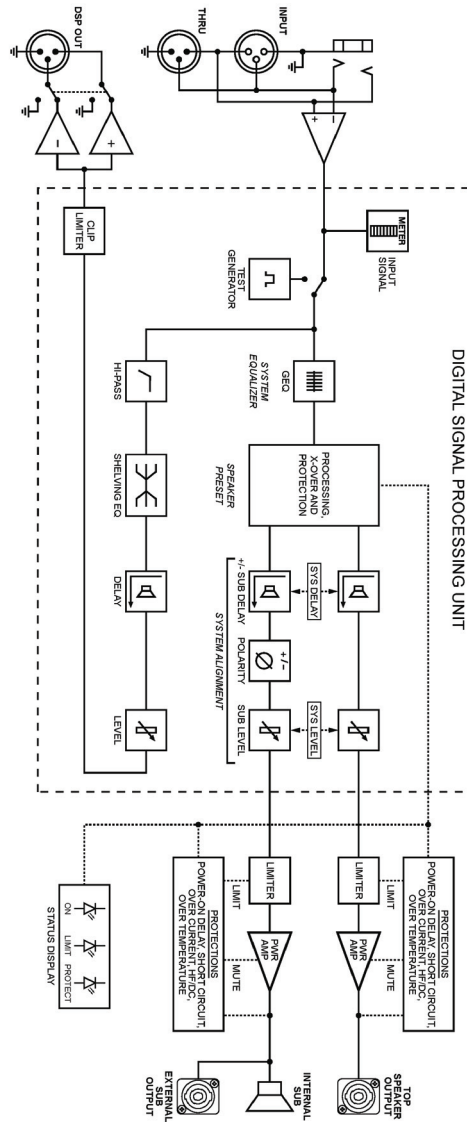 DIGITAL SIGNAL PROCESSING UNIT
INPUT
THRU
DSP OUT
+
−
+
−
METER
INPUT
SIGNAL
TEST
GENERATOR
CLIP
LIMITER
GEQ
SYSTEM
EQUALIZER
PROCESSING,
X-OVER AND
PROTECTION
SPEAKER
PRESET
SYS DELAY
+/- SUB DELAY
+/−
POLARITY
SYS LEVEL
SUB LEVEL
SYSTEM ALIGNMENT
HI-PASS
SHELVING EQ
DELAY
LEVEL
PROTECTIONS
POWER-ON DELAY, SHORT CIRCUIT,
OVER CURRENT, HF/DC,
OVER TEMPERATURE
LIMIT
MUTE
LIMITER
PWR
AMP
TOP
SPEAKER
OUTPUT
LIMITER
PWR
AMP
INTERNAL
SUB
LIMIT
MUTE
PROTECTIONS
POWER-ON DELAY, SHORT CIRCUIT,
OVER CURRENT, HF/DC,
OVER TEMPERATURE
EXTERNAL
SUB
OUTPUT
ON
LIMIT
PROTECT
STATUS DISPLAY